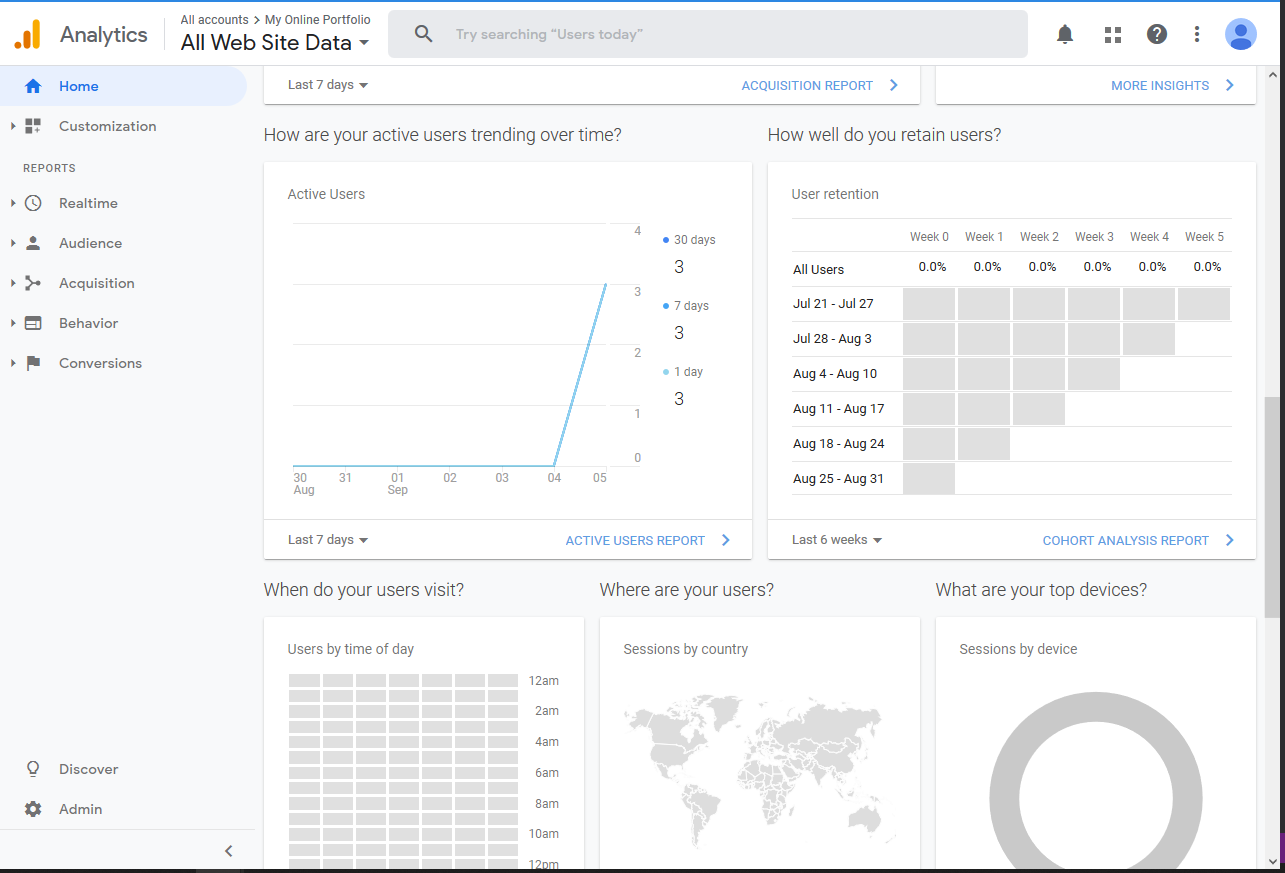 Analytics
All accounts > My Online Portfolio
All Web Site Data
Try searching “Users today”
Home
Customization
REPORTS
Realtime
Audience
Acquisition
Behavior
Conversions
Discover
Admin
Last 7 days
ACQUISITION REPORT
MORE INSIGHTS
How are your active users trending over time?
Active Users
4
3
2
1
0
30 Aug
31
01 Sep
02
03
04
05
30 days
3
7 days
3
1 day
3
Last 7 days
ACTIVE USERS REPORT
How well do you retain users?
User retention
Week 0 Week 1 Week 2 Week 3 Week 4 Week 5
All Users 0.0% 0.0% 0.0% 0.0% 0.0% 0.0%
Jul 21 - Jul 27
Jul 28 - Aug 3
Aug 4 - Aug 10
Aug 11 - Aug 17
Aug 18 - Aug 24
Aug 25 - Aug 31
Last 6 weeks
COHORT ANALYSIS REPORT
When do your users visit?
Users by time of day
12am
2am
4am
6am
8am
10am
12pm
Where are your users?
Sessions by country
What are your top devices?
Sessions by device